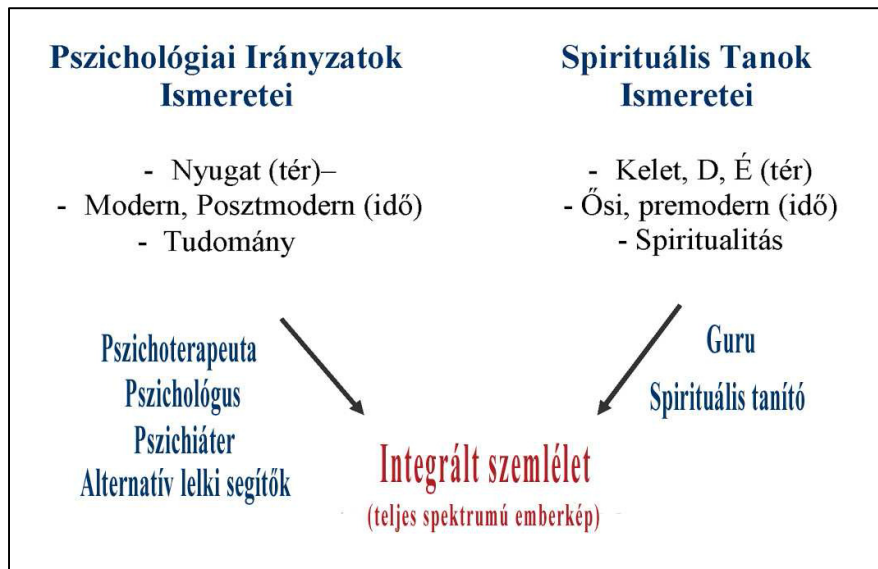 Pszichológiai Irányzatok
Ismeretei
- Nyugat (tér)–
- Modern, Posztmodern (idő)
- Tudomány
Pszichoterapeuta
Pszichológus
Pszichiáter
Alternatív lelki segítők
Spirituális Tanok
Ismeretei
- Kelet, D, É (tér)
- Ősi, premodern (idő)
- Spiritualitás
Guru
Spirituális tanító
Integrált szemlélet
(teljes spektrumú emberkép)